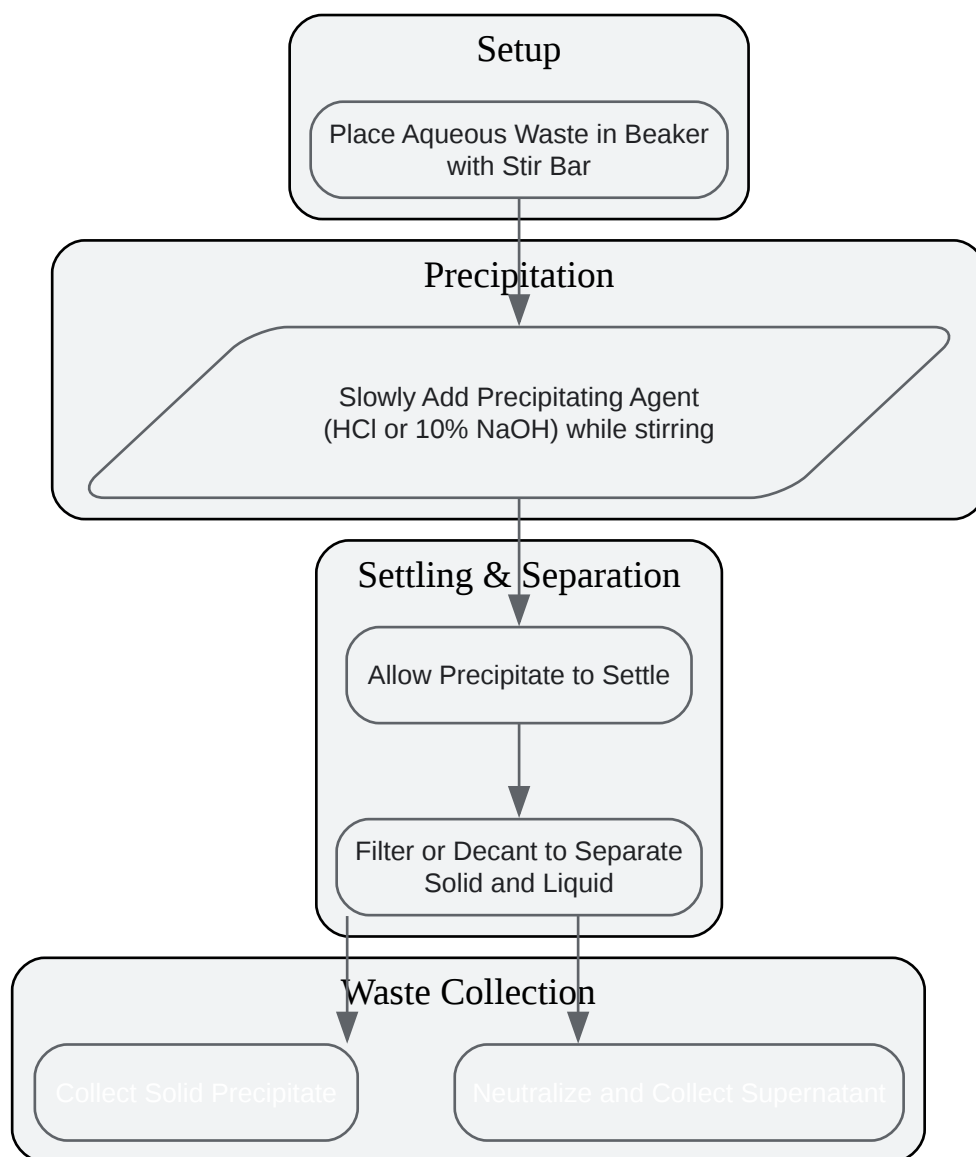 Setup
Place Aqueous Waste in Beaker
with Stir Bar
Precipitation
Slowly Add Precipitating Agent
(HCl or 10% NaOH) while stirring
Settling & Separation
Allow Precipitate to Settle
Filter or Decant to Separate
Solid and Liquid
Waste Collection
Collect Solid Precipitate
Neutralize and Collect Supernatant